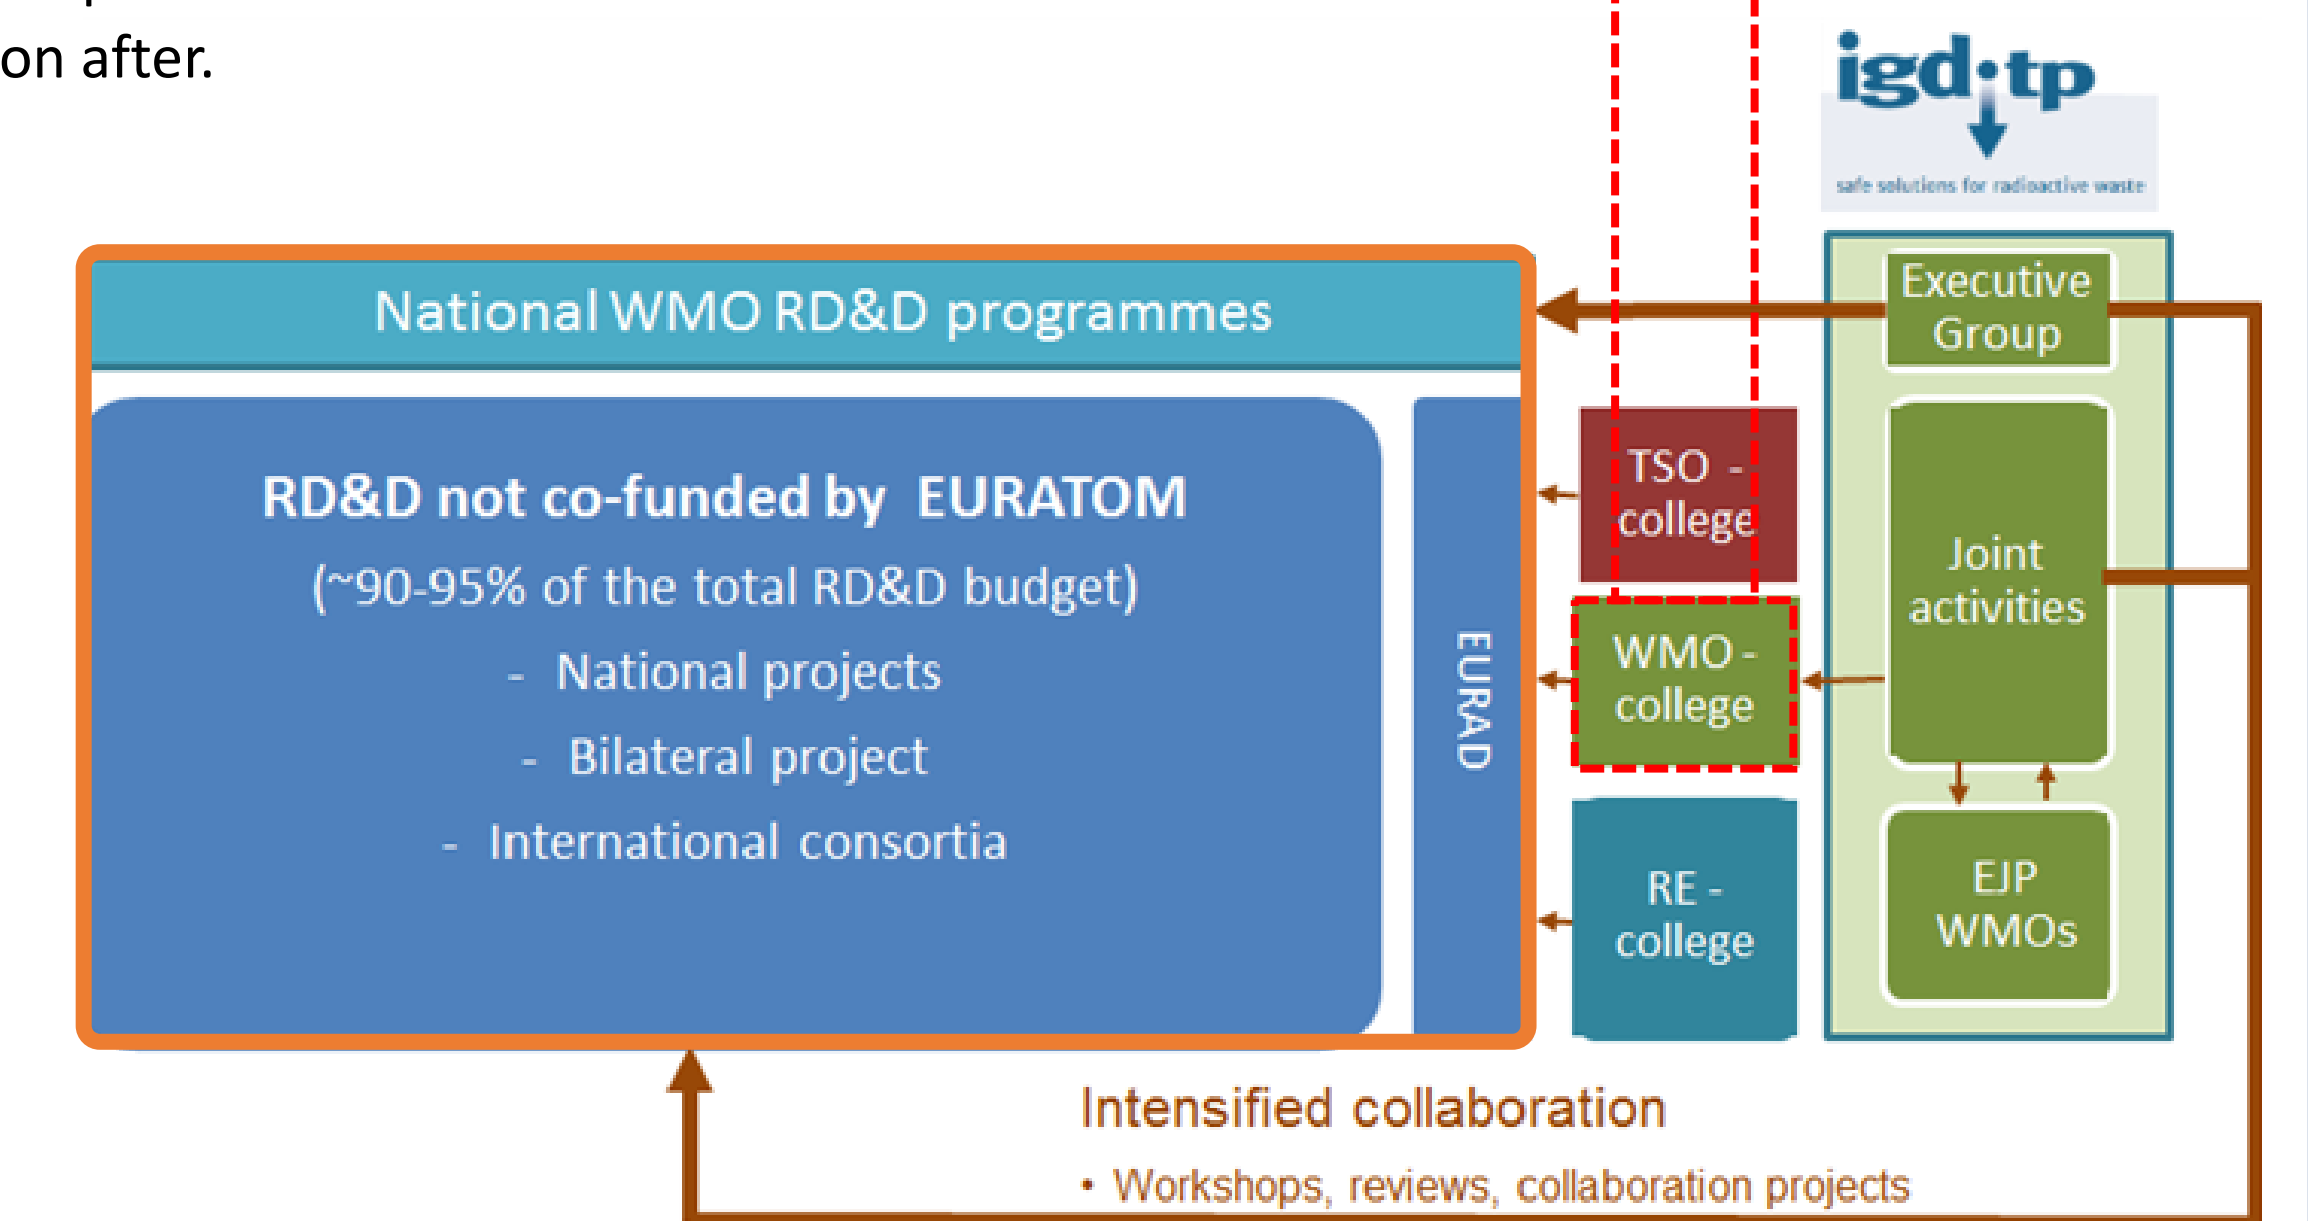 on after.
igd·tp
safe solutions for radioactive waste
National WMO RD&D programmes
RD&D not co-funded by EURATOM
(~90-95% of the total RD&D budget)
- National projects
- Bilateral project
- International consortia
EURAD
TSO -
college
WMO -
college
RE -
college
Executive
Group
Joint
activities
EJP
WMOs
Intensified collaboration
• Workshops, reviews, collaboration projects